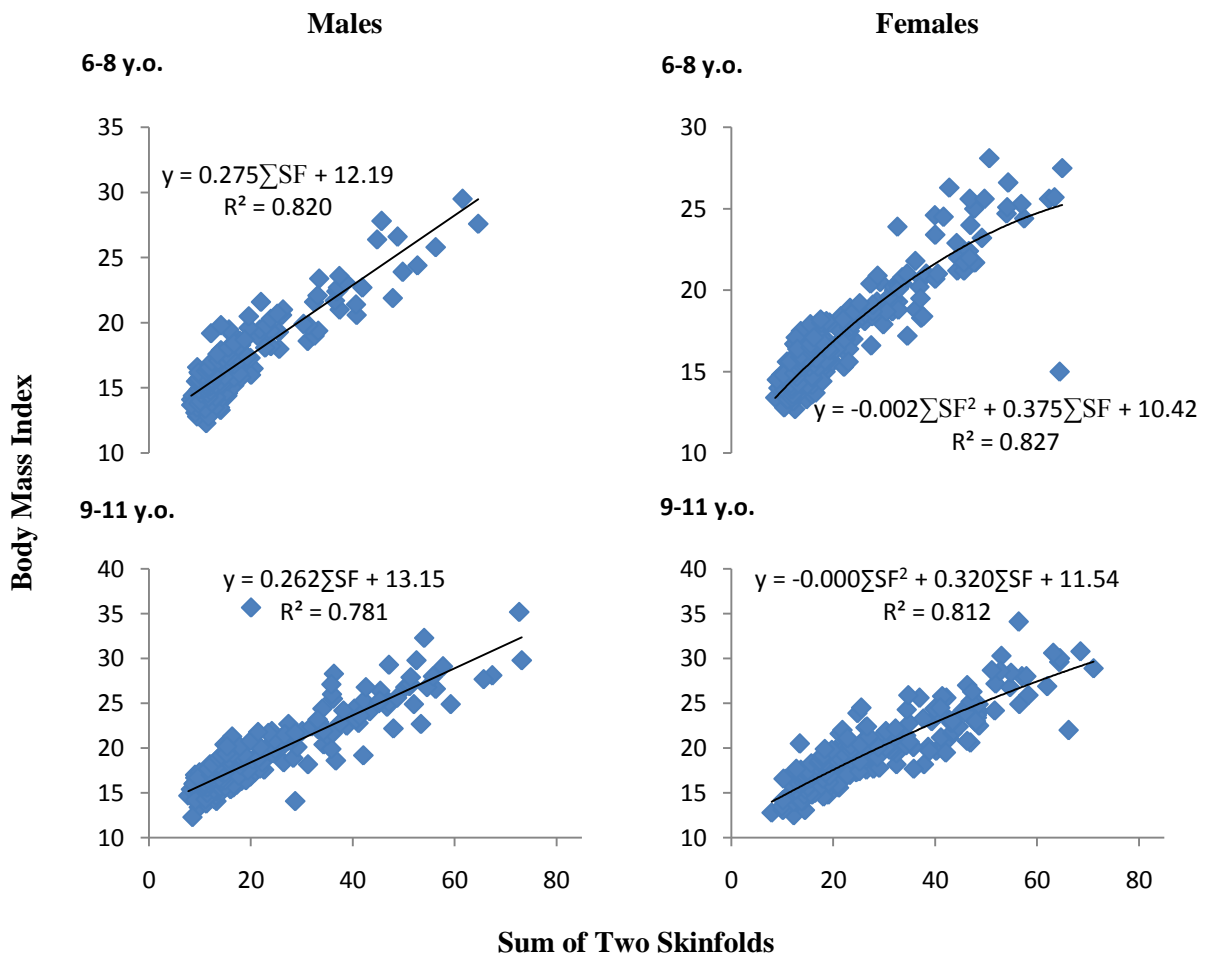 Males
Females
6-8 y.o.
6-8 y.o.
35
30
25
20
15
10
y = 0.275∑SF + 12.19
R² = 0.820
30
25
20
15
10
y = -0.002∑SF² + 0.375∑SF + 10.42
R² = 0.827
Body Mass Index
9-11 y.o.
9-11 y.o.
40
35
30
25
20
15
10
y = 0.262∑SF + 13.15
R² = 0.781
0 20 40 60 80
40
35
30
25
20
15
10
y = -0.000∑SF² + 0.320∑SF + 11.54
R² = 0.812
0 20 40 60 80
Sum of Two Skinfolds